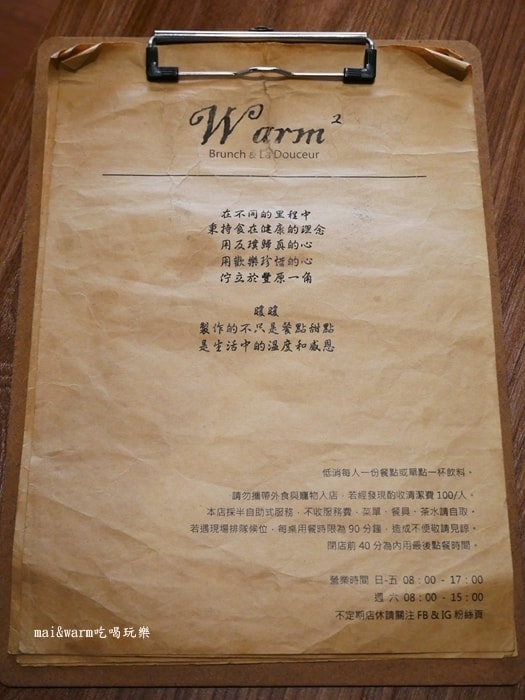 Warm²
Brunch & La Douceur
在不同的里程中
秉持食在健康的理念
用反璞歸真的心
用歡樂珍惜的心
佇立於豐原一角
暖暖
製作的不只是餐點甜點
是生活中的溫度和感恩
低消每人一份餐點或單點一杯飲料。
請勿攜帶外食與寵物入店，若經發現酌收清潔費100/人。
本店採半自助式服務，不收服務費，菜單、餐具、茶水請自取。
若遇現場排隊候位，每桌用餐時限為90分鐘，造成不便敬請見諒。
閉店前40分為內用最後點餐時間。
營業時間 日-五 08：00 - 17：00
週 六 08：00 - 15：00
不定期店休請關注 FB & IG 粉絲頁
mai&warm吃喝玩樂